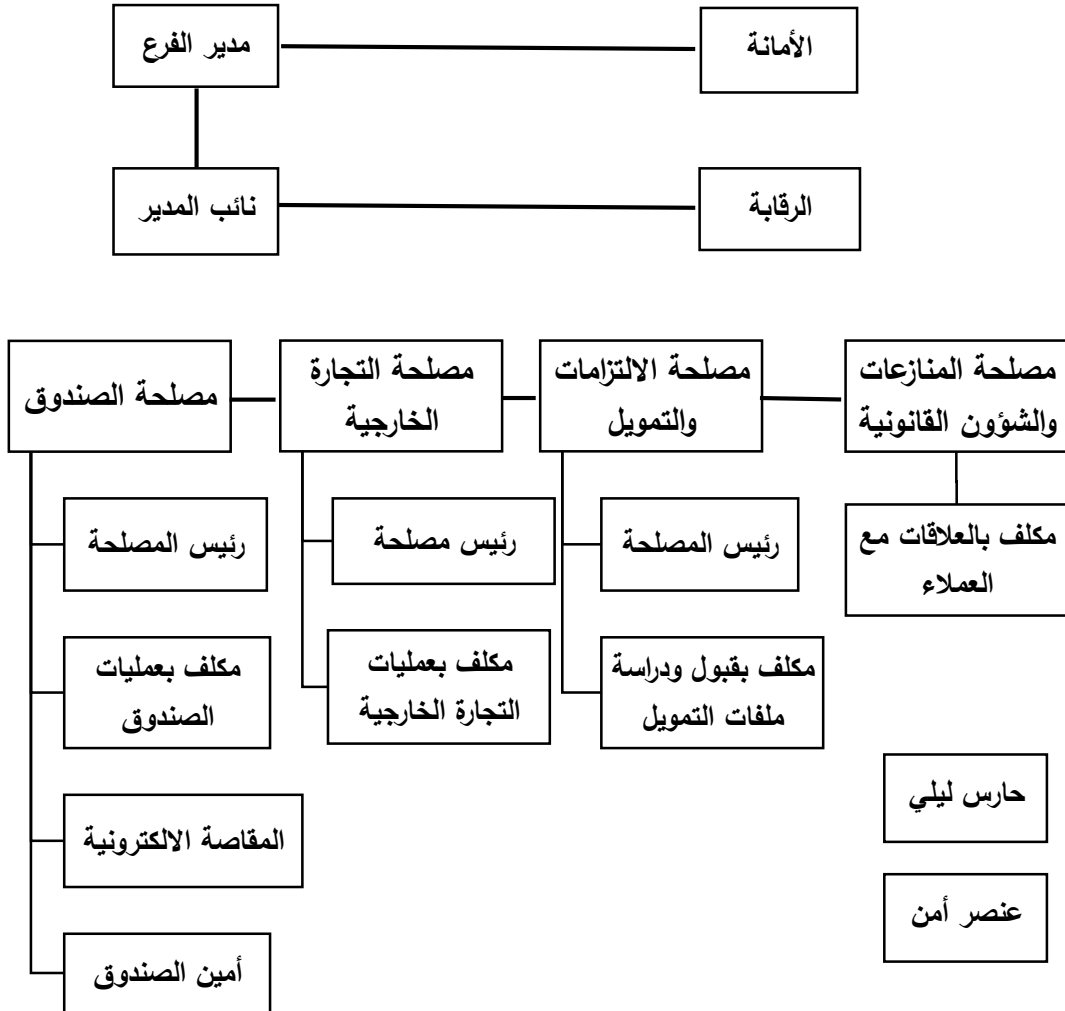 مدير الفرع
الأمانة
نائب المدير
الرقابة
مصلحة المنازعات
والشؤون القانونية
مصلحة الالتزامات
والتمويل
مصلحة التجارة
الخارجية
مصلحة الصندوق
مكلف بالعلاقات مع
العملاء
رئيس المصلحة
رئيس مصلحة
رئيس المصلحة
مكلف بقبول ودراسة
ملفات التمويل
مكلف بعمليات
التجارة الخارجية
مكلف بعمليات
الصندوق
حارس ليلي
المقاصة الالكترونية
عنصر أمن
أمين الصندوق